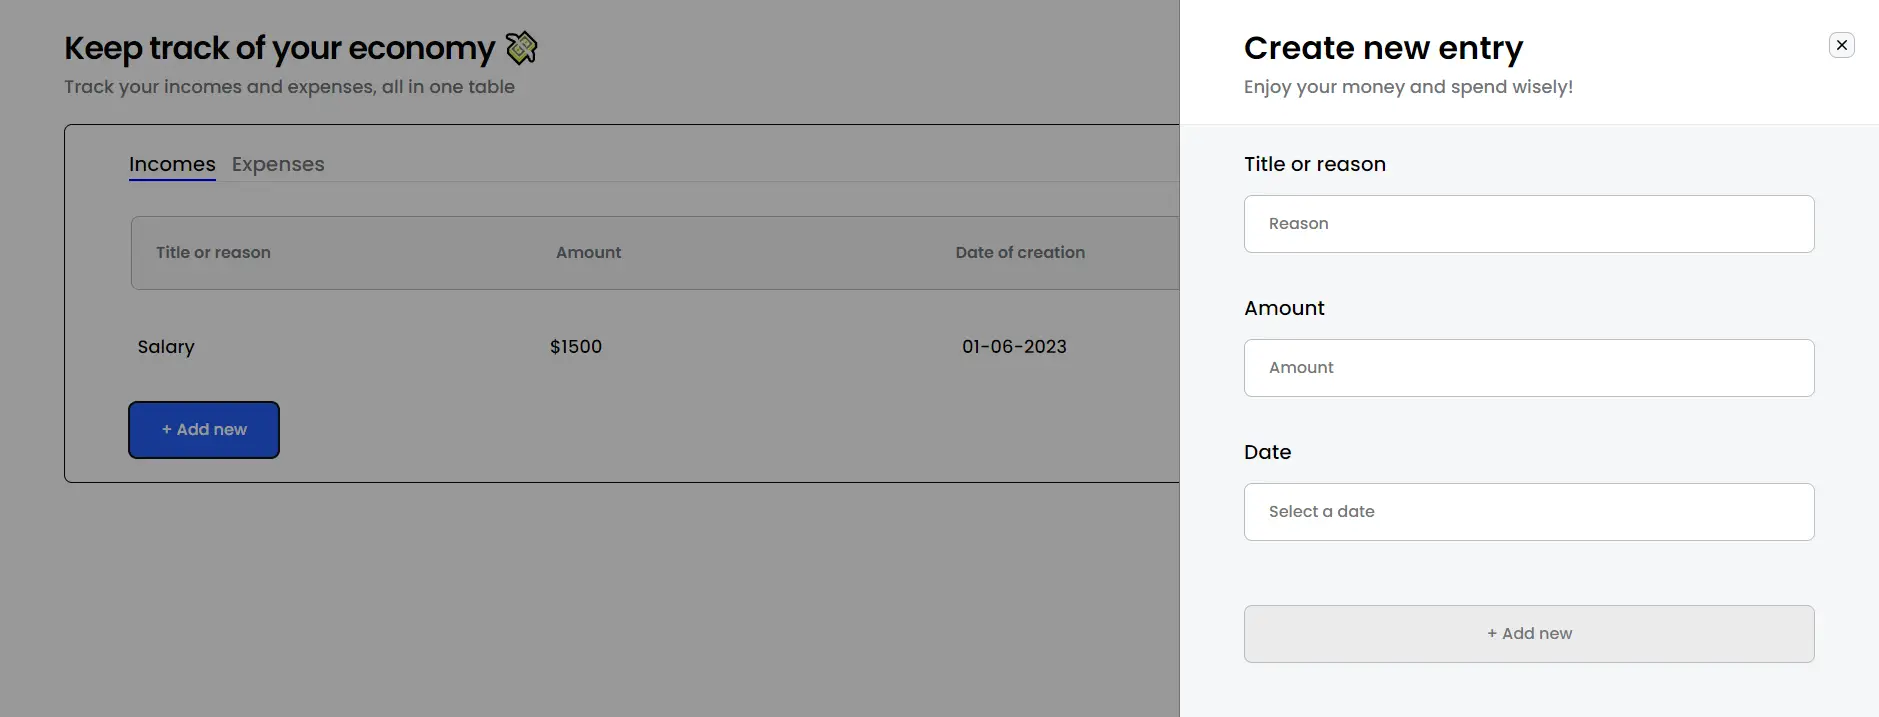 Keep track of your economy 💸
Track your incomes and expenses, all in one table
Incomes Expenses
Title or reason Amount Date of creation
Salary $1500 01-06-2023
+ Add new
Create new entry
Enjoy your money and spend wisely!
Title or reason
Reason
Amount
Amount
Date
Select a date
+ Add new